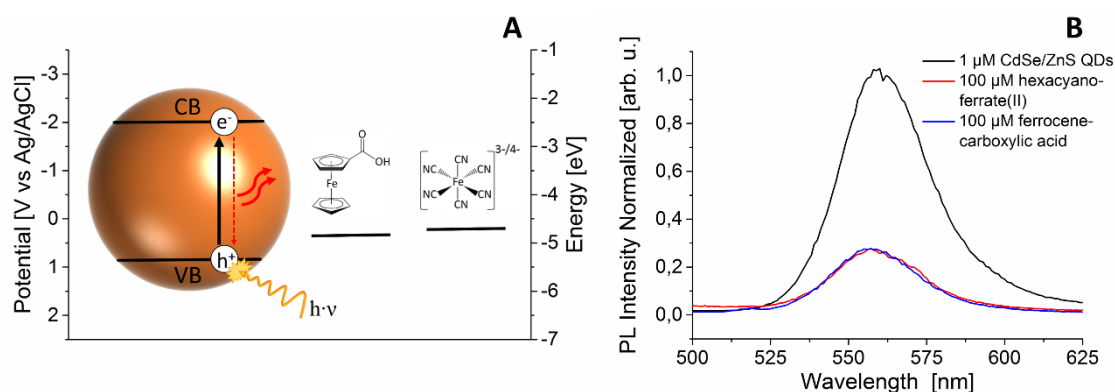 A
Potential [V vs Ag/AgCl]
-3
-2
-1
0
1
2
CB
e⁻
h⁺
VB
h·ν
O
OH
Fe
3-/4-
CN
NC
CN
Fe
NC
CN
CN
-1
-2
-3
-4
-5
-6
-7
Energy [eV]
B
1 µM CdSe/ZnS QDs
100 µM hexacyano-
ferrate(II)
100 µM ferrocene-
carboxylic acid
PL Intensity Normalized [arb. u.]
1,0
0,8
0,6
0,4
0,2
0,0
500
525
550
575
600
625
Wavelength [nm]